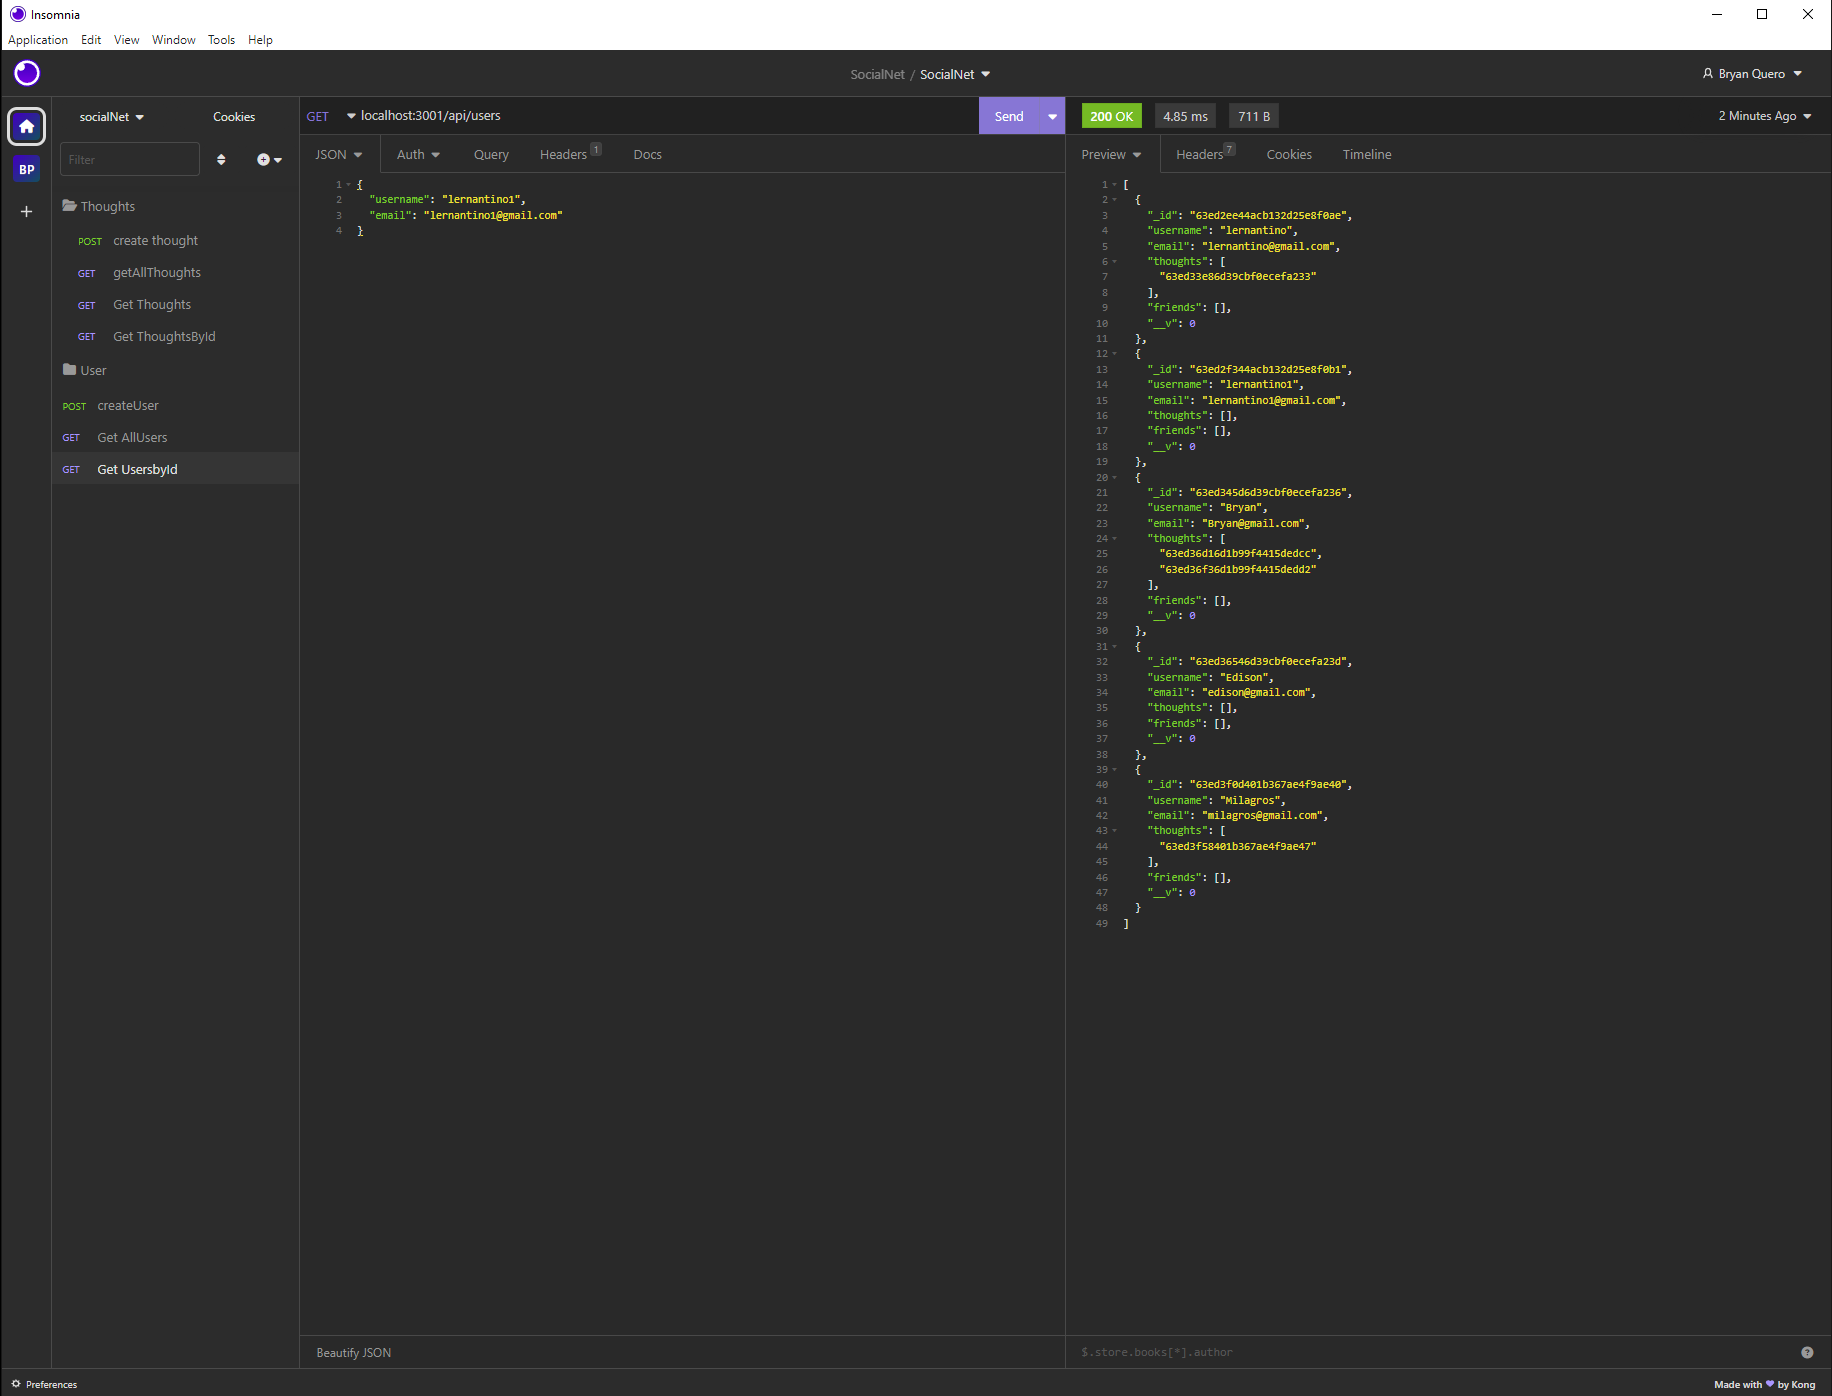 Insomnia
Application Edit View Window Tools Help
SocialNet / SocialNet
Bryan Quero
socialNet
Cookies
Filter
BP
Thoughts
POST create thought
GET getAllThoughts
GET Get Thoughts
GET Get ThoughtsById
User
POST createUser
GET Get AllUsers
GET Get UsersbyId
GET localhost:3001/api/users
Send
JSON Auth Query Headers 1 Docs
1 {
2 "username": "lernantino1",
3 "email": "lernantino1@gmail.com"
4 }
Beautify JSON
200 OK 4.85 ms 711 B 2 Minutes Ago
Preview Headers 7 Cookies Timeline
1 [
2 {
3 "_id": "63ed2ee44acb132d25e8f0ae",
4 "username": "lernantino",
5 "email": "lernantino@gmail.com",
6 "thoughts": [
7 "63ed33e86d39cbf0ecefa233"
8 ],
9 "friends": [],
10 "__v": 0
11 },
12 {
13 "_id": "63ed2f344acb132d25e8f0b1",
14 "username": "lernantino1",
15 "email": "lernantino1@gmail.com",
16 "thoughts": [],
17 "friends": [],
18 "__v": 0
19 },
20 {
21 "_id": "63ed345d6d39cbf0ecefa236",
22 "username": "Bryan",
23 "email": "Bryan@gmail.com",
24 "thoughts": [
25 "63ed36d16d1b99f4415dedcc",
26 "63ed36f36d1b99f4415dedd2"
27 ],
28 "friends": [],
29 "__v": 0
30 },
31 {
32 "_id": "63ed36546d39cbf0ecefa23d",
33 "username": "Edison",
34 "email": "edison@gmail.com",
35 "thoughts": [],
36 "friends": [],
37 "__v": 0
38 },
39 {
40 "_id": "63ed3f0d401b367ae4f9ae40",
41 "username": "Milagros",
42 "email": "milagros@gmail.com",
43 "thoughts": [
44 "63ed3f58401b367ae4f9ae47"
45 ],
46 "friends": [],
47 "__v": 0
48 }
49 ]
$.store.books[*].author
Preferences
Made with ❤ by Kong